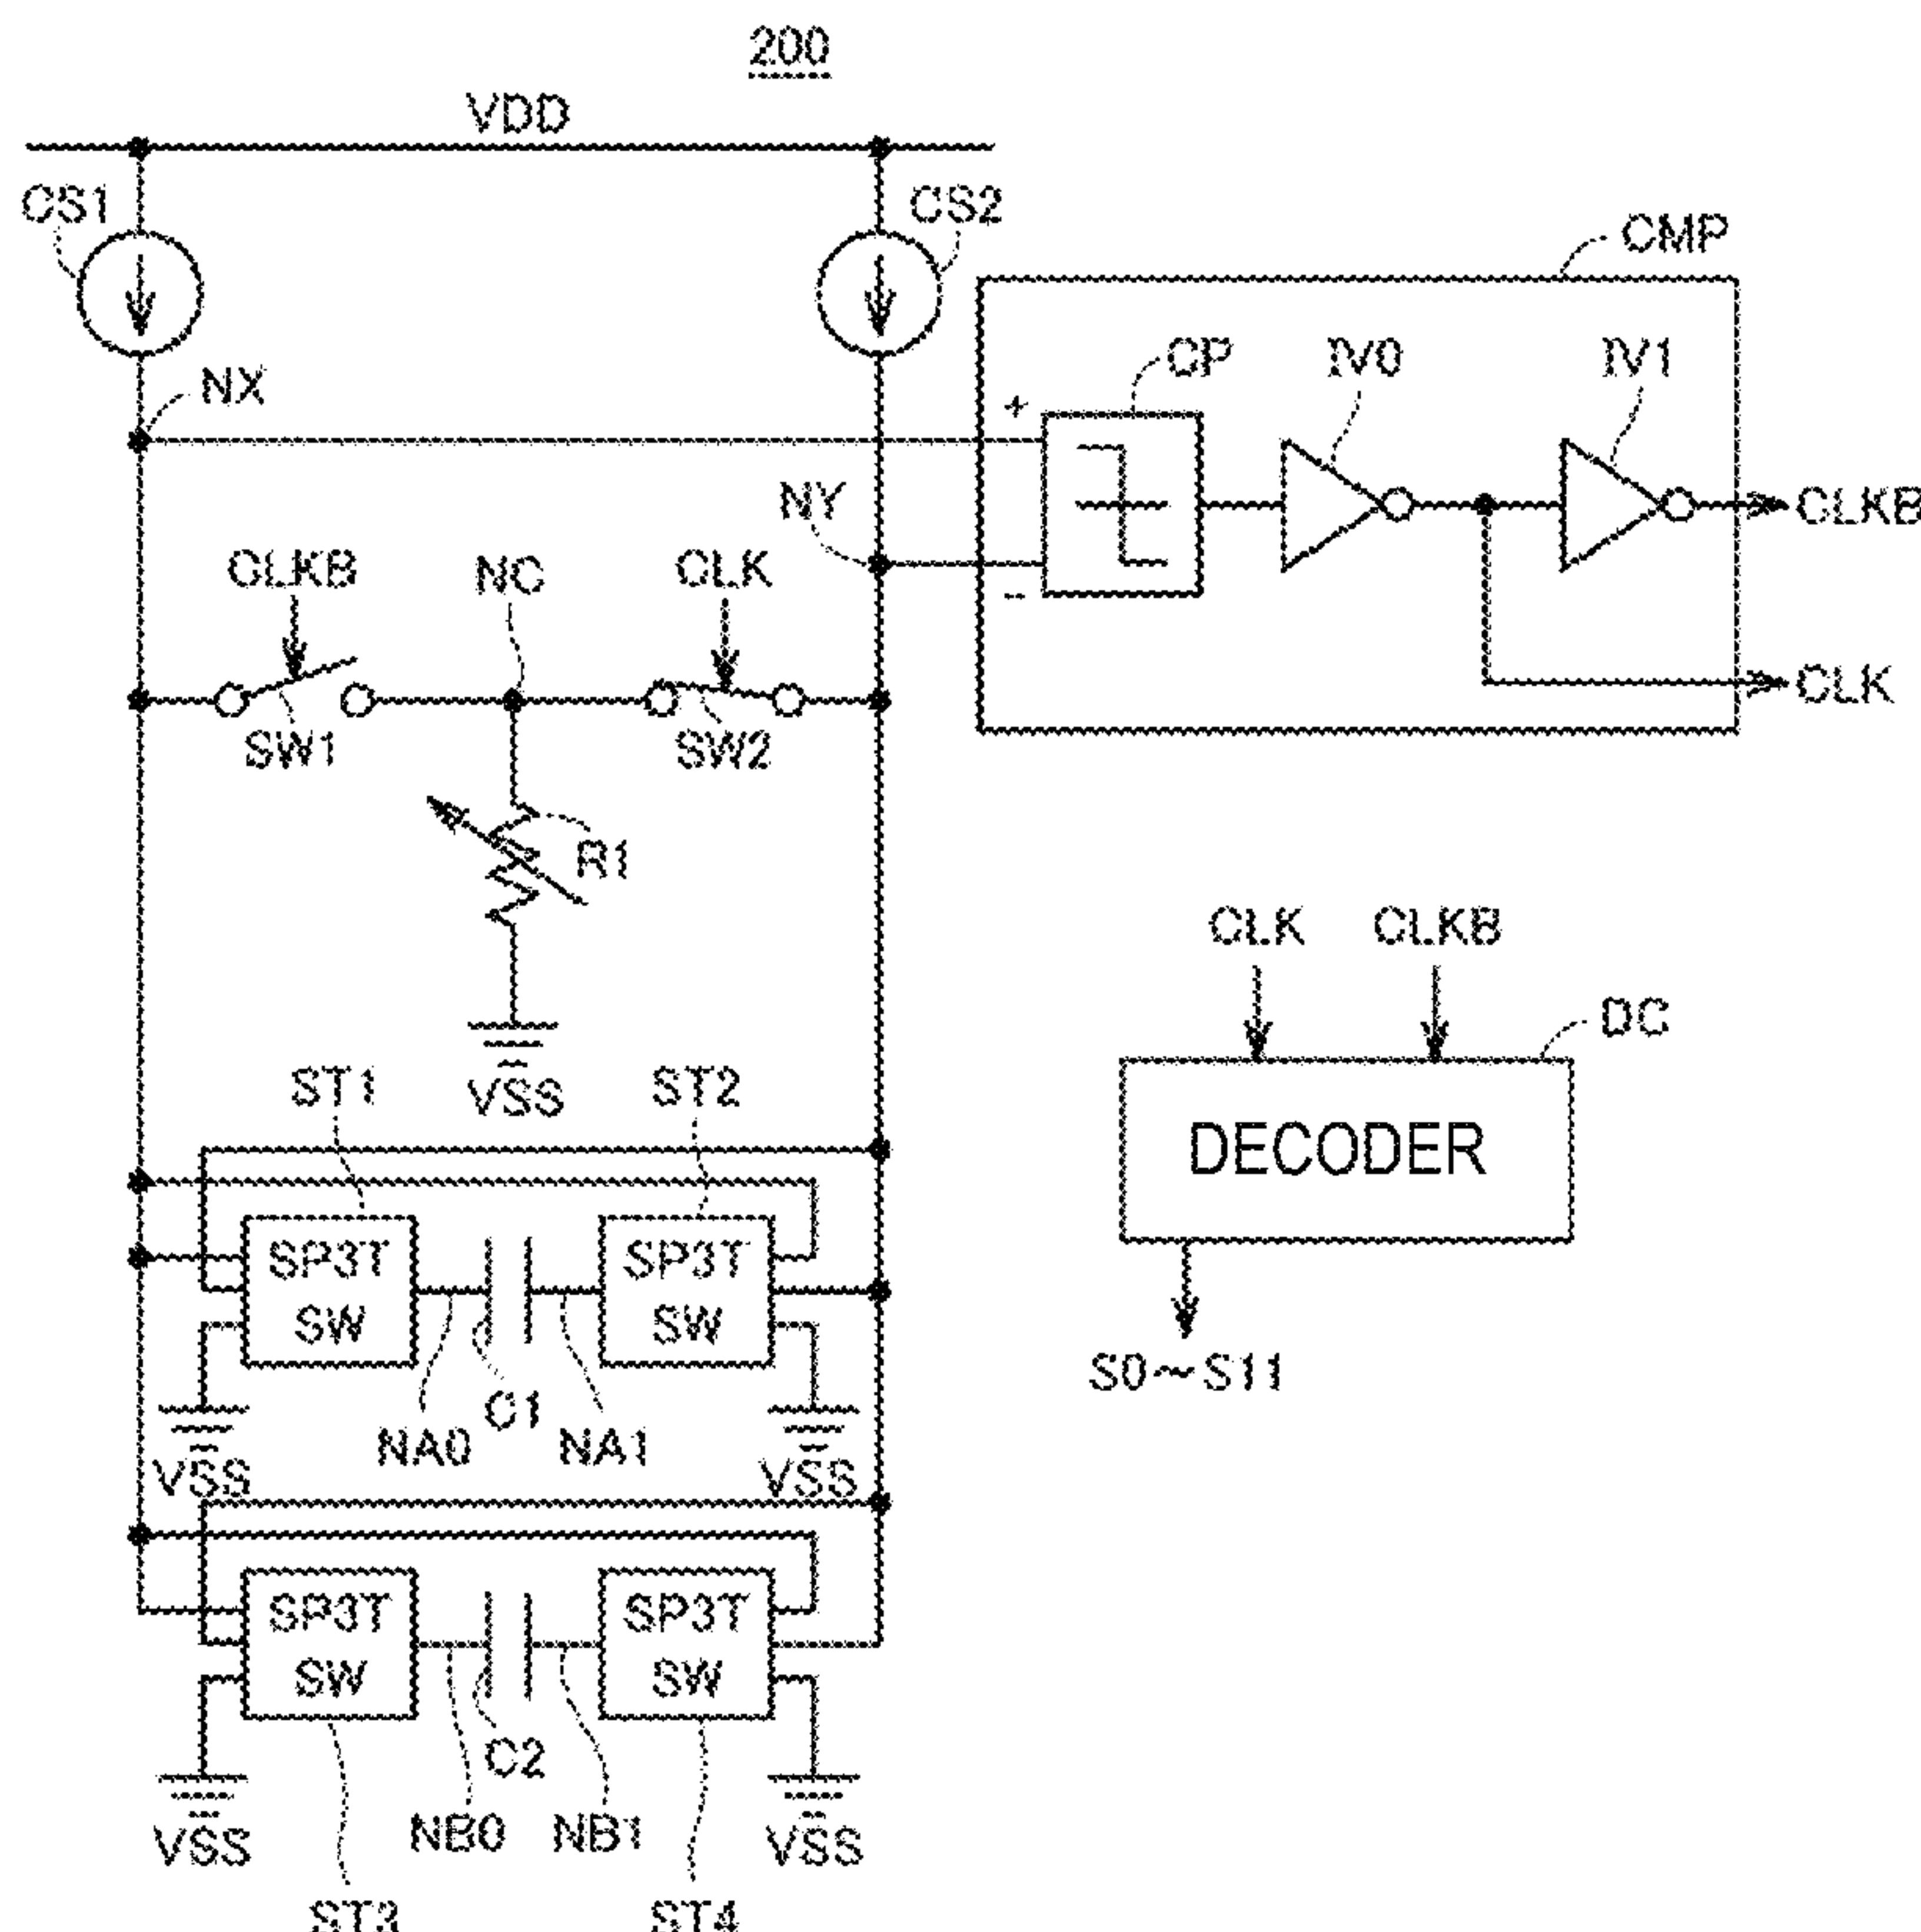 200
VDD
CS1
CS2
CMP
NX
CP
IV0
IV1
+
NY
CLKB
CLKB
NC
CLK
-
SW1
SW2
CLK
R1
CLK
CLKB
DC
ST1
VSS
ST2
DECODER
SP3T
SW
SP3T
SW
C1
S0~S11
NA0
NA1
VSS
VSS
SP3T
SW
SP3T
SW
C2
NB0
NB1
VSS
VSS
ST3
ST4